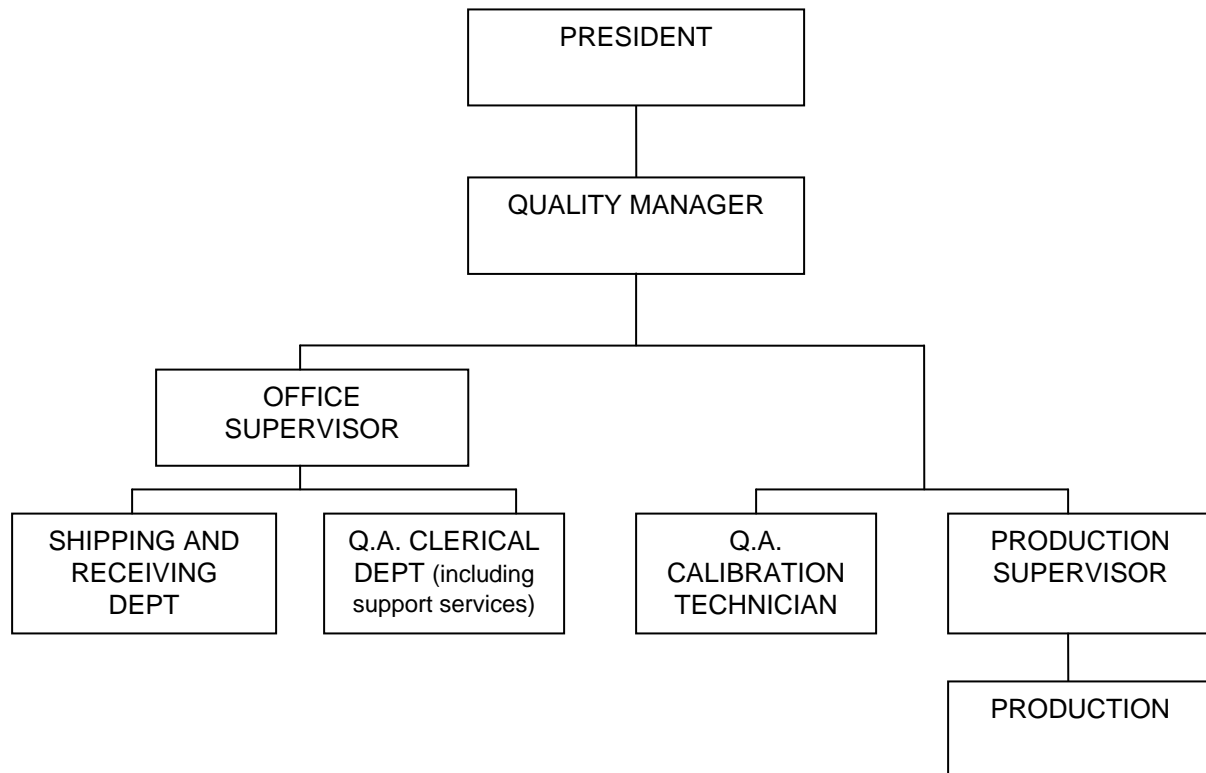 PRESIDENT
QUALITY MANAGER
OFFICE
SUPERVISOR
SHIPPING AND
RECEIVING
DEPT
Q.A. CLERICAL
DEPT (including
support services)
Q.A.
CALIBRATION
TECHNICIAN
PRODUCTION
SUPERVISOR
PRODUCTION